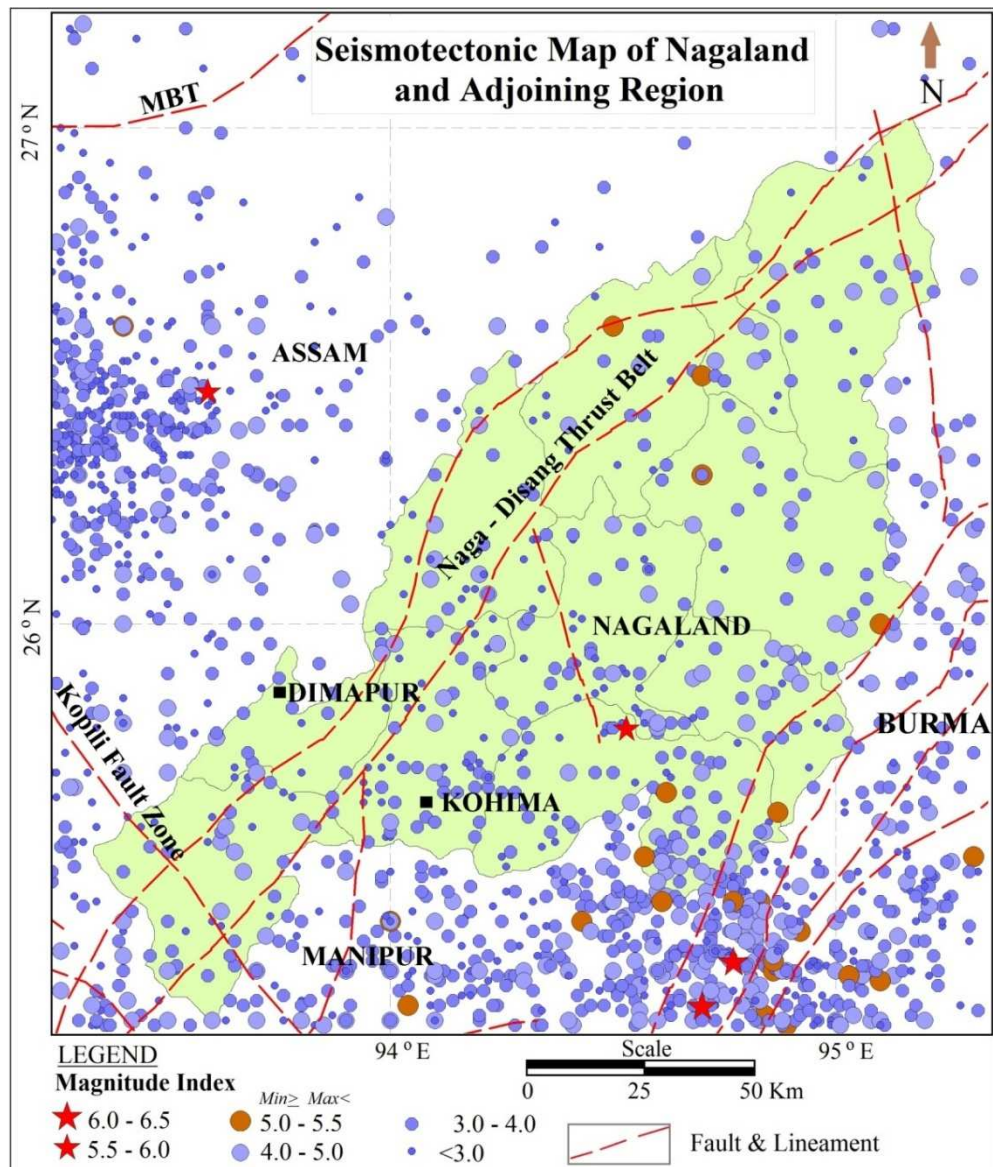 Seismotectonic Map of Nagaland
and Adjoining Region
N
MBT
27 ° N
ASSAM
Naga - Disang Thrust Belt
26 ° N
NAGALAND
DIMAPUR
BURMA
Kopili Fault Zone
KOHIMA
MANIPUR
94 ° E
95 ° E
LEGEND
Magnitude Index
6.0 - 6.5
5.5 - 6.0
Min≥ Max<
5.0 - 5.5
4.0 - 5.0
3.0 - 4.0
<3.0
Scale
0 25 50 Km
Fault & Lineament